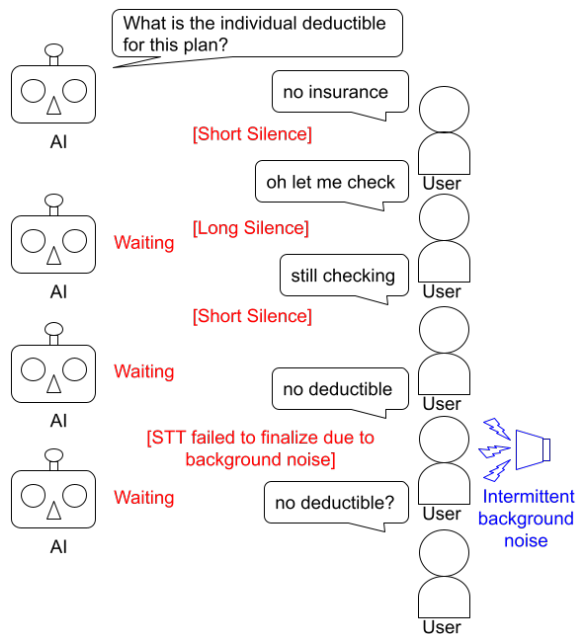 What is the individual deductible
for this plan?
no insurance
AI
[Short Silence]
User
oh let me check
Waiting
[Long Silence]
AI
User
still checking
[Short Silence]
Waiting
AI
User
no deductible
[STT failed to finalize due to
background noise]
Waiting
AI
User
Intermittent
background
noise
no deductible?
User